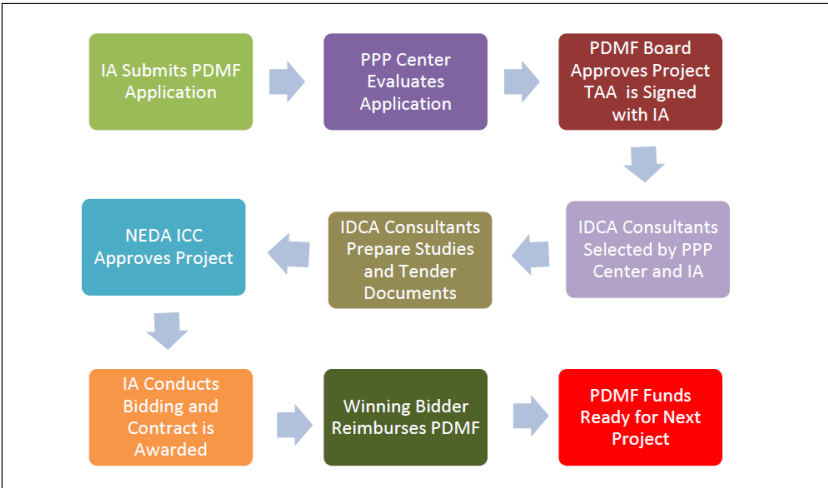 IA Submits PDMF
Application
PPP Center
Evaluates
Application
PDMF Board
Approves Project
TAA is Signed
with IA
IDCA Consultants
Selected by PPP
Center and IA
IDCA Consultants
Prepare Studies
and Tender
Documents
NEDA ICC
Approves Project
IA Conducts
Bidding and
Contract is
Awarded
Winning Bidder
Reimburses PDMF
PDMF Funds
Ready for Next
Project